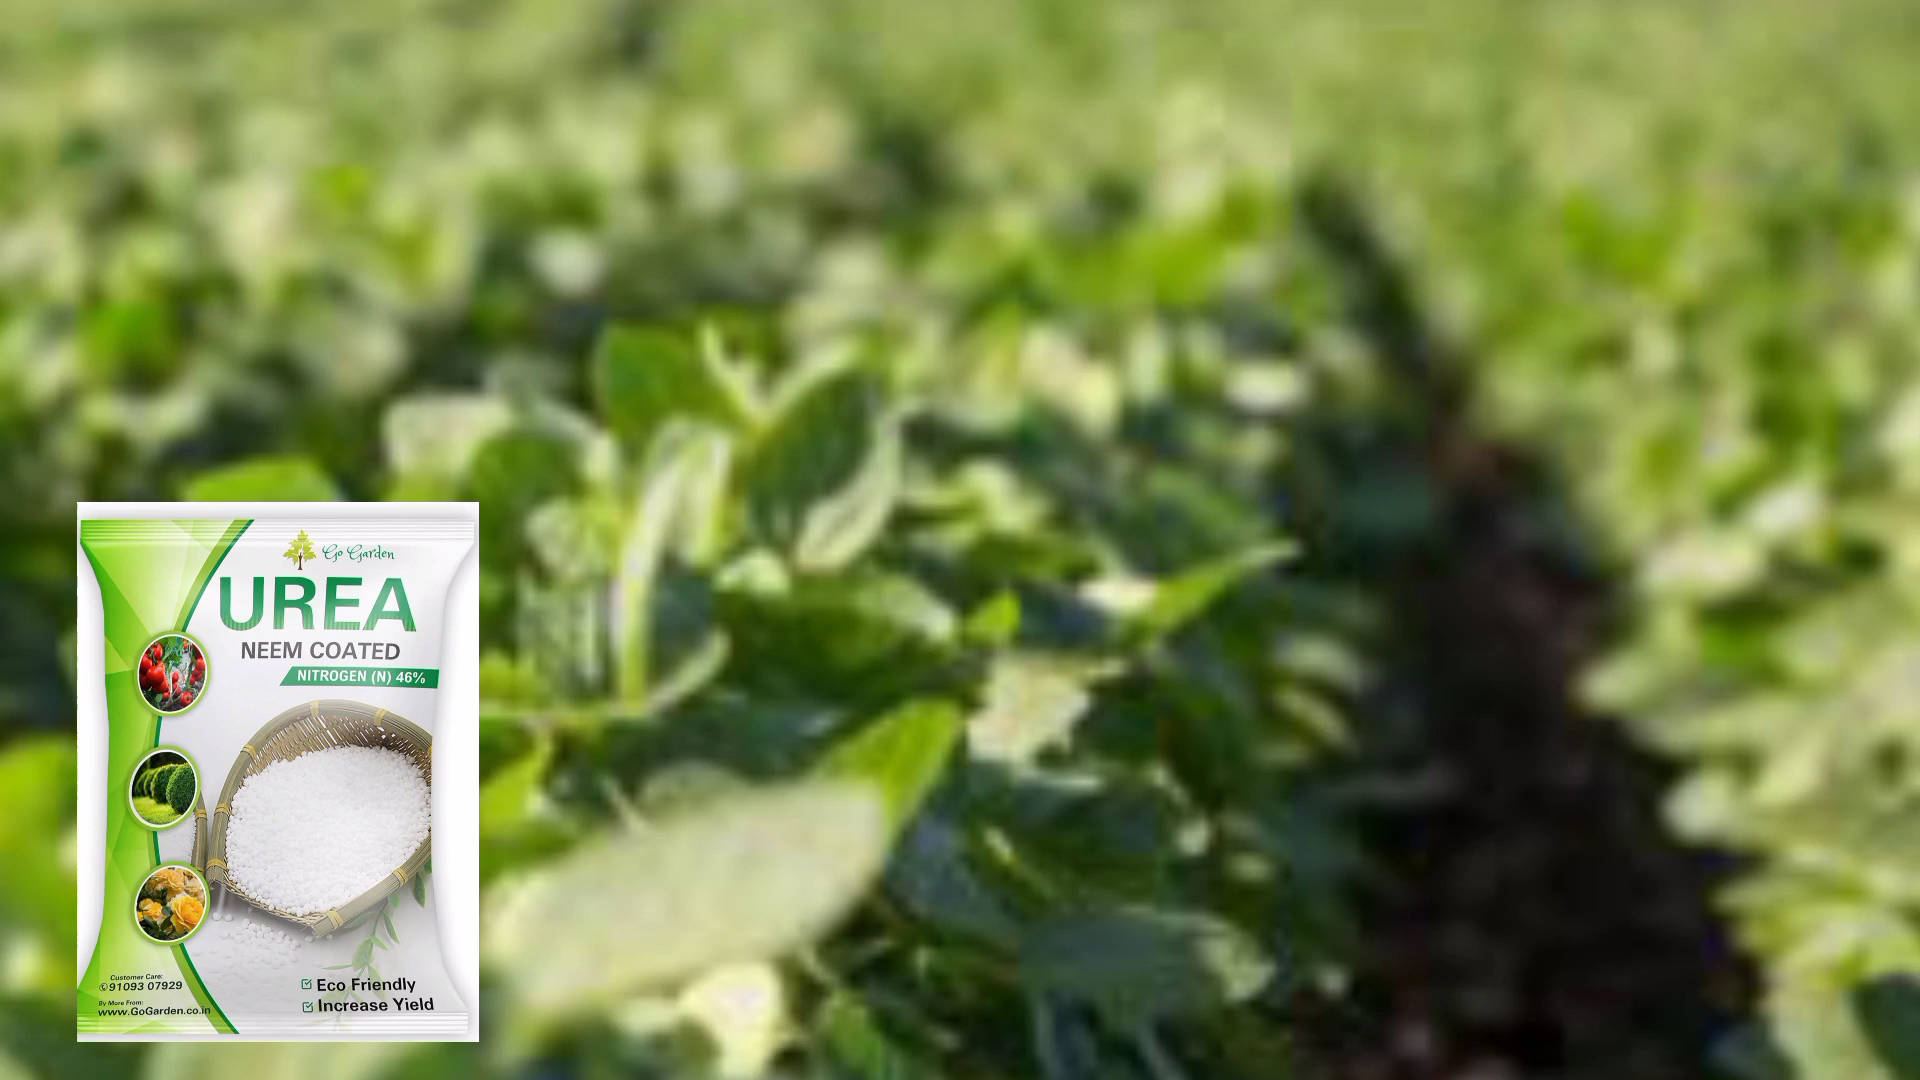 Go Garden
UREA
NEEM COATED
NITROGEN (N) 46%
Customer Care:
91093 07929
By More From:
www.GoGarden.co.in
Eco Friendly
Increase Yield